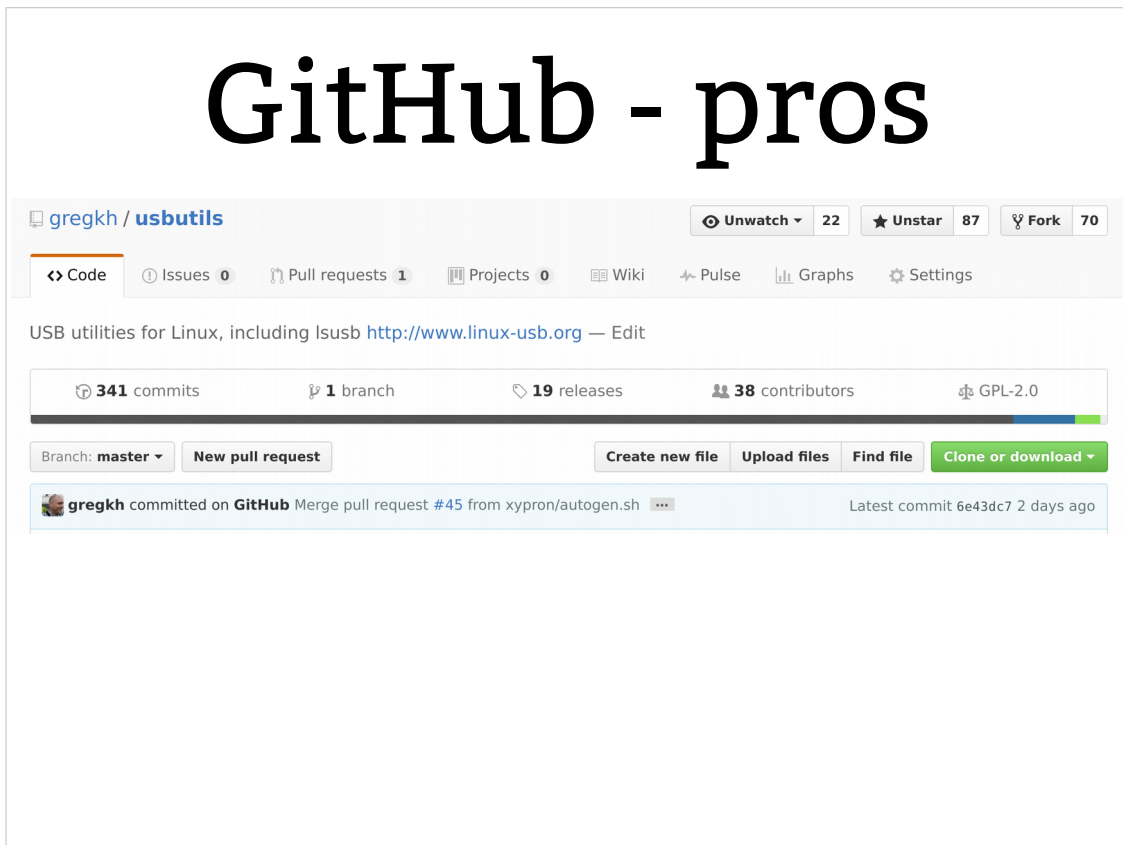 GitHub - pros
gregkh / usbutils Unwatch 22 Unstar 87 Fork 70
Code Issues 0 Pull requests 1 Projects 0 Wiki Pulse Graphs Settings
USB utilities for Linux, including lsusb http://www.linux-usb.org — Edit
341 commits 1 branch 19 releases 38 contributors GPL-2.0
Branch: master New pull request Create new file Upload files Find file Clone or download
gregkh committed on GitHub Merge pull request #45 from xypron/autogen.sh ... Latest commit 6e43dc7 2 days ago